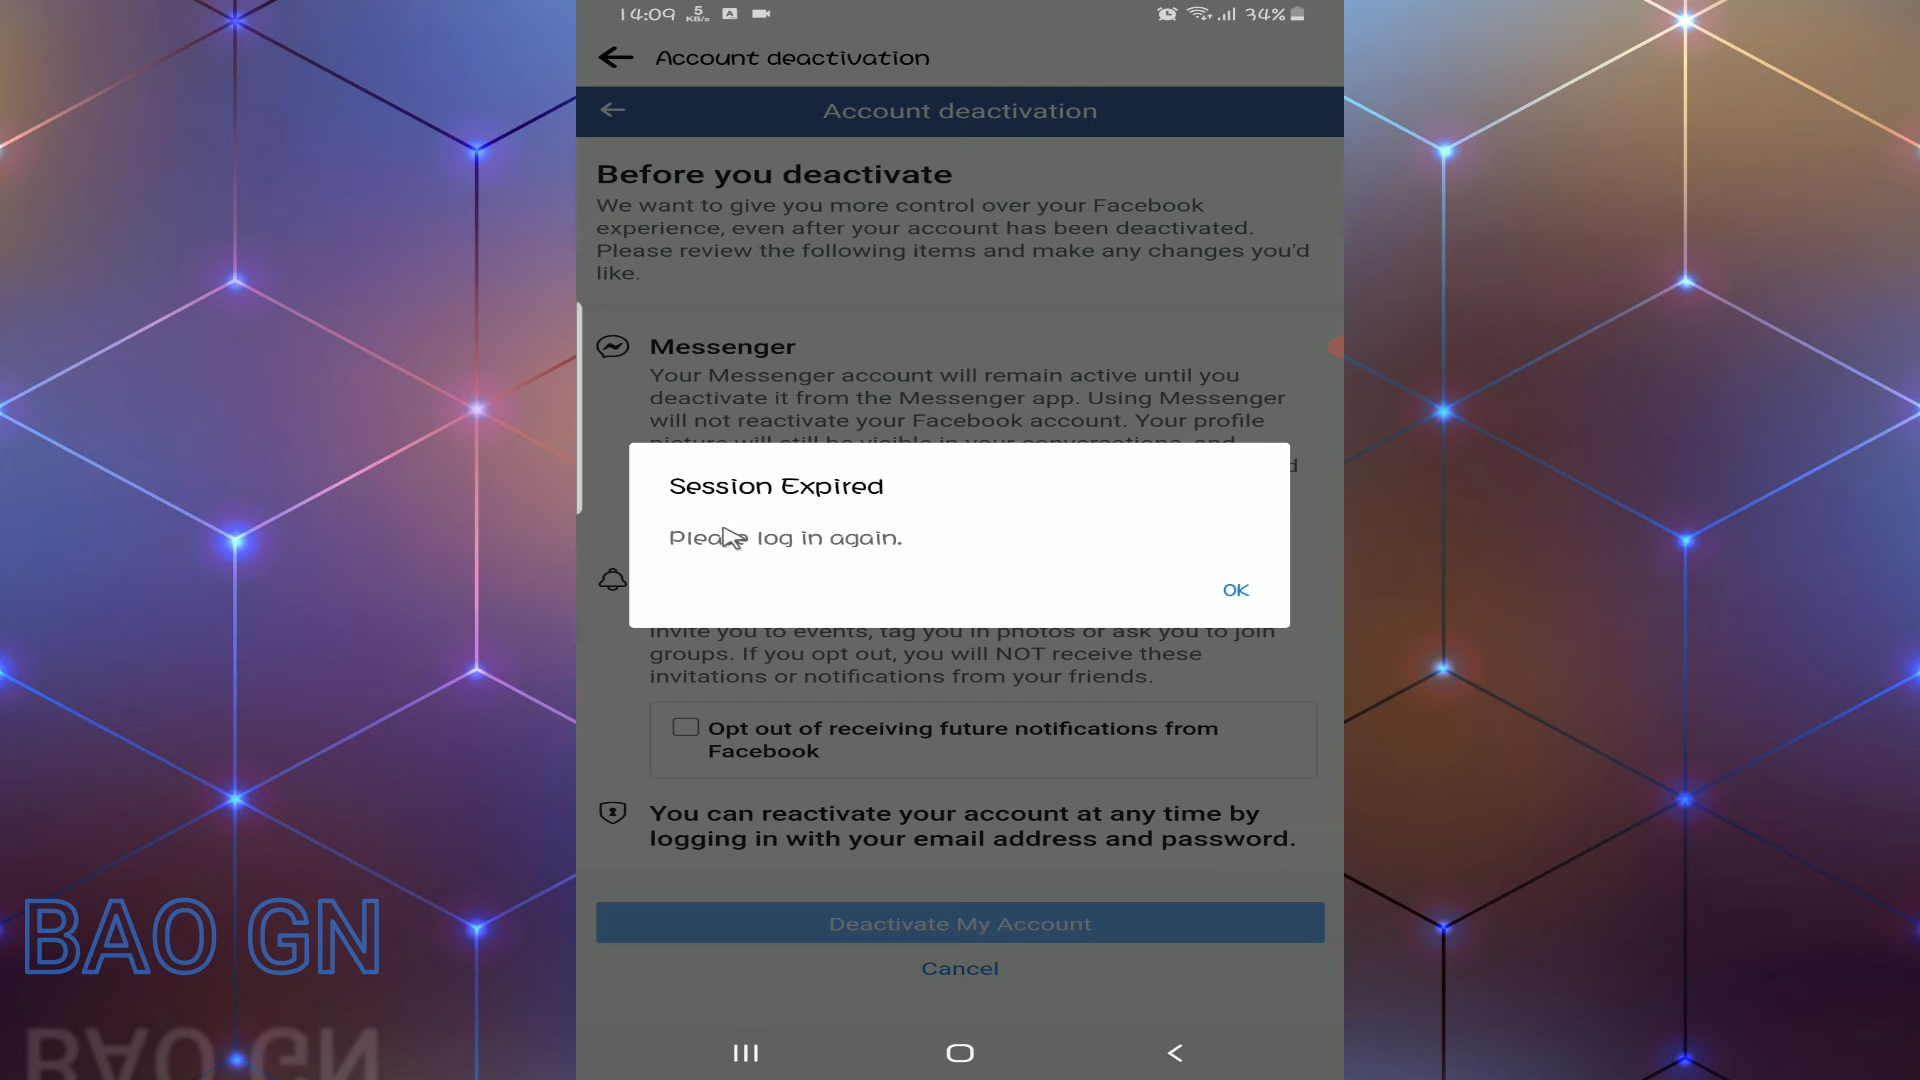 14:09 5 KB/s A 34%
Account deactivation
Account deactivation
Before you deactivate
We want to give you more control over your Facebook
experience, even after your account has been deactivated.
Please review the following items and make any changes you'd
like.
Messenger
Your Messenger account will remain active until you
deactivate it from the Messenger app. Using Messenger
will not reactivate your Facebook account. Your profile
picture will still be visible in your conversations, and
Session Expired
Please log in again.
OK
invite you to events, tag you in photos or ask you to join
groups. If you opt out, you will NOT receive these
invitations or notifications from your friends.
Opt out of receiving future notifications from
Facebook
You can reactivate your account at any time by
logging in with your email address and password.
Deactivate My Account
Cancel
BAO GN